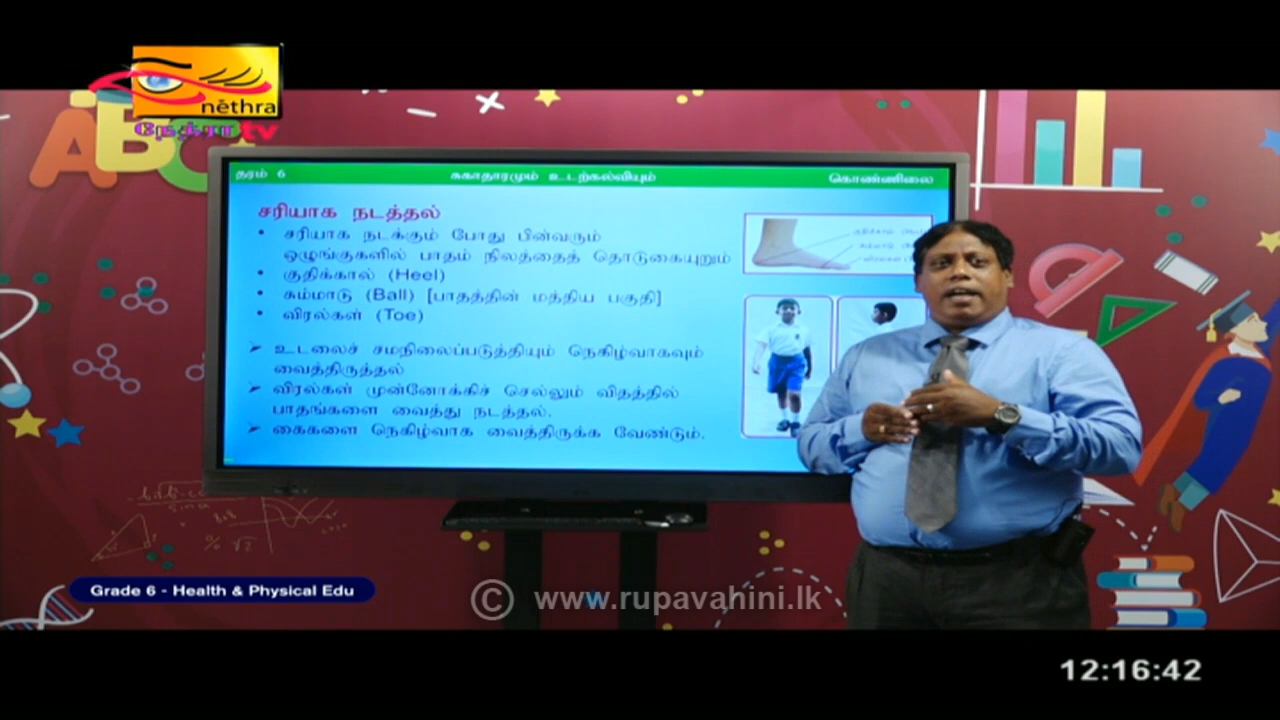 nēthra
நேத்ரா tv
ABC
தரம் 6 சுகாதாரமும் உடற்கல்வியும் கொண்ணிலை
சரியாக நடத்தல்
• சரியாக நடக்கும் போது பின்வரும்
ஒழுங்குகளில் பாதம் நிலத்தைத் தொடுகையுறும்
• குதிக்கால் (Heel)
• சும்மாடு (Ball) [பாதத்தின் மத்திய பகுதி]
• விரல்கள் (Toe)
➢ உடலைச் சமநிலைப்படுத்தியும் நெகிழ்வாகவும்
வைத்திருத்தல்
➢ விரல்கள் முன்னோக்கிச் செல்லும் விதத்தில்
பாதங்களை வைத்து நடத்தல்.
➢ கைகளை நெகிழ்வாக வைத்திருக்க வேண்டும்.
Grade 6 - Health & Physical Edu
© www.rupavahini.lk
12:16:42